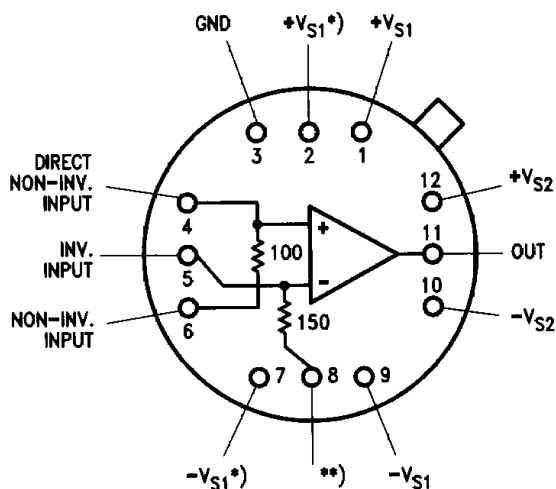 GND
+VS1*)
+VS1
3
2
1
DIRECT
NON-INV.
INPUT
4
12
+VS2
+
100
11
OUT
INV.
INPUT
5
-
10
-VS2
NON-INV.
INPUT
6
150
7
8
9
-VS1*)
**)
-VS1